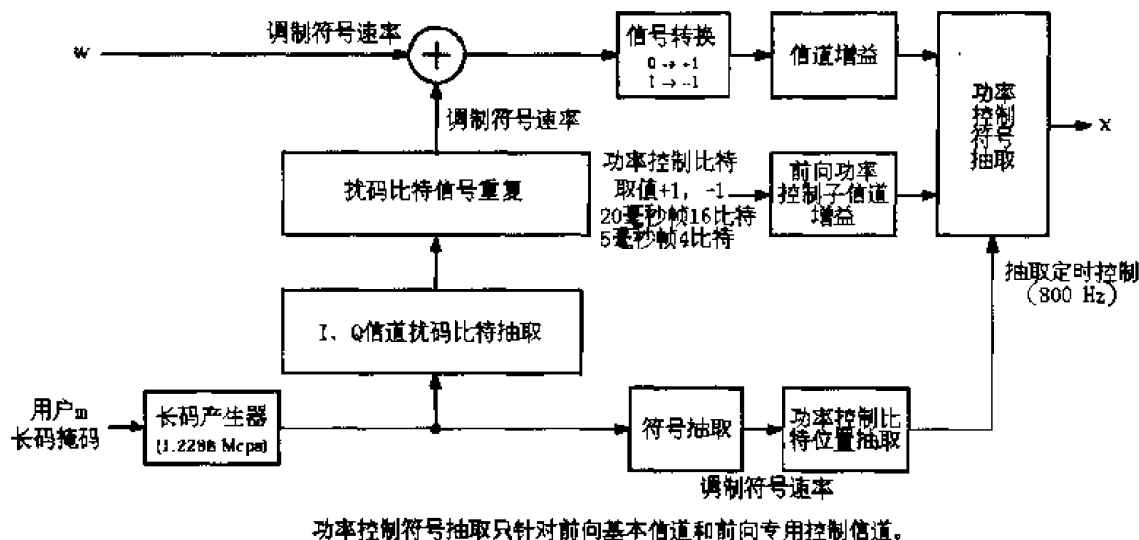 w
调制符号速率
信号转换
0 → +1
1 → -1
信道增益
功率
控制
符号
抽取
x
调制符号速率
扰码比特信号重复
功率控制比特
取值+1, -1
20毫秒帧16比特
5毫秒帧4比特
前向功率
控制子信道
增益
抽取定时控制
(800 Hz)
I、Q信道扰码比特抽取
用户m
长码掩码
长码产生器
(1.2288 Mcps)
符号抽取
功率控制比
特位置抽取
调制符号速率
功率控制符号抽取只针对前向基本信道和前向专用控制信道。